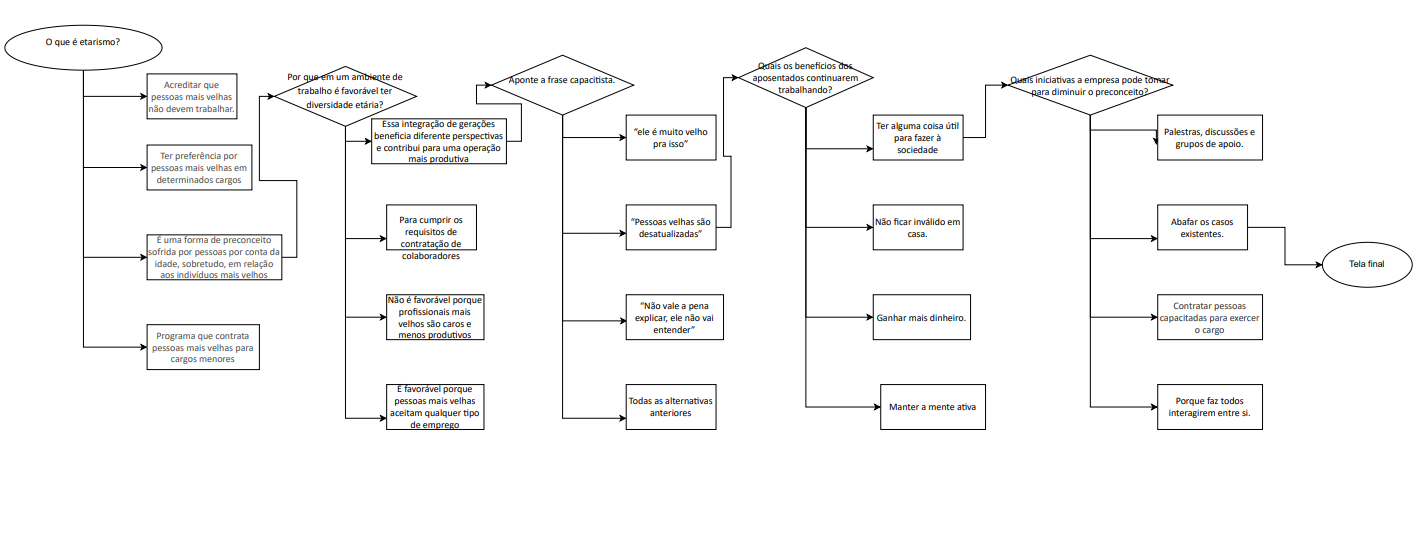 O que é etarismo?
Acreditar que
pessoas mais velhas
não devem trabalhar.
Ter preferência por
pessoas mais velhas em
determinados cargos
É uma forma de preconceito
sofrida por pessoas por conta da
idade, sobretudo, em relação
aos indivíduos mais velhos
Programa que contrata
pessoas mais velhas para
cargos menores
Por que em um ambiente de
trabalho é favorável ter
diversidade etária?
Essa integração de gerações
beneficia diferente perspectivas
e contribui para uma operação
mais produtiva
Para cumprir os
requisitos de
contratação de
colaboradores
Não é favorável porque
profissionais mais
velhos são caros e
menos produtivos
É favorável porque
pessoas mais velhas
aceitam qualquer tipo
de emprego
Aponte a frase capacitista.
“ele é muito velho
pra isso”
“Pessoas velhas são
desatualizadas”
“Não vale a pena
explicar, ele não vai
entender”
Todas as alternativas
anteriores
Quais os benefícios dos
aposentados continuarem
trabalhando?
Ter alguma coisa útil
para fazer à
sociedade
Não ficar inválido em
casa.
Ganhar mais dinheiro.
Manter a mente ativa
Quais iniciativas a empresa pode tomar
para diminuir o preconceito?
Palestras, discussões e
grupos de apoio.
Abafar os casos
existentes.
Contratar pessoas
capacitadas para exercer
o cargo
Porque faz todos
interagirem entre si.
Tela final